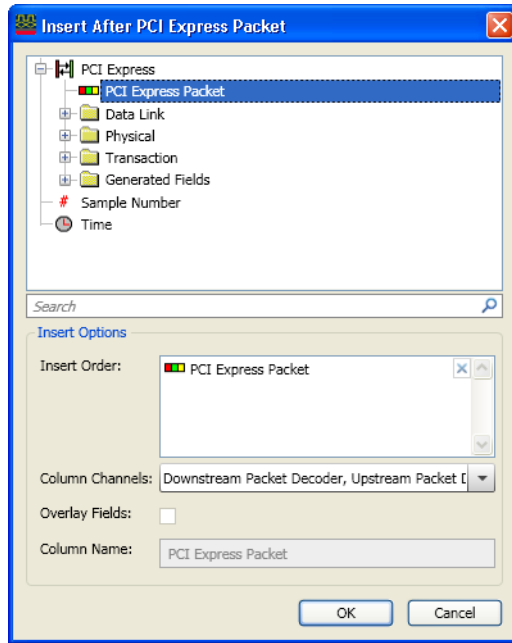 Insert After PCI Express Packet
PCI Express
PCI Express Packet
Data Link
Physical
Transaction
Generated Fields
# Sample Number
Time
Search
Insert Options
Insert Order:
PCI Express Packet
Column Channels: Downstream Packet Decoder, Upstream Packet
Overlay Fields:
Column Name: PCI Express Packet
OK Cancel